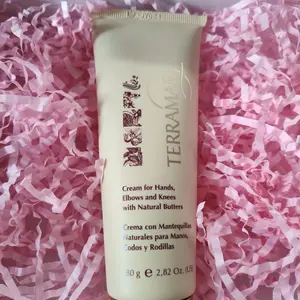 TERRAMAR
Cream for Hands,
Elbows and Knees
with Natural Butters
Crema con Mantequillas
Naturales para Manos,
Codos y Rodillas
80 g e 2,82 Oz.